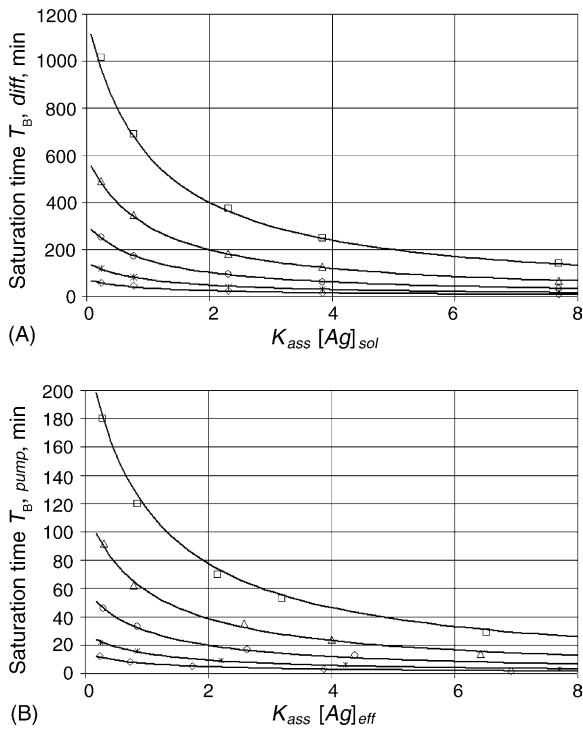 1200
1000
800
600
400
200
0
Saturation time T_B, diff, min
0 2 4 6 8
(A)
K_ass [Ag]_sol
200
180
160
140
120
100
80
60
40
20
0
Saturation time T_B, pump, min
0 2 4 6 8
(B)
K_ass [Ag]_eff